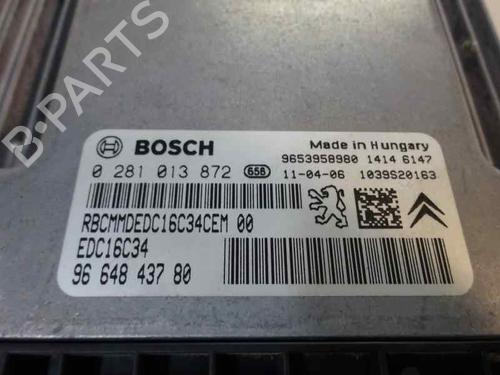 B-PARTS
BOSCH
Made in Hungary
9653958980 1414 6147
0 281 013 872 656 11-04-06 1039S20163
RBCMMDEDC16C34CEM 00
EDC16C34
96 648 437 80